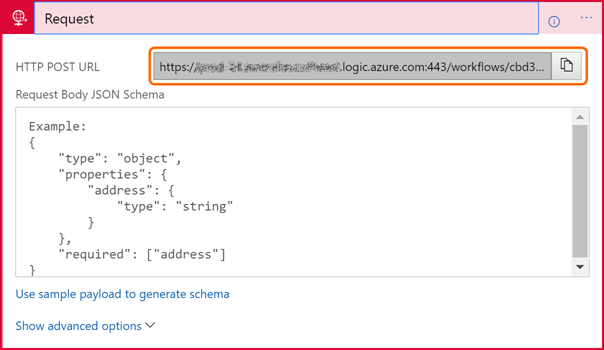 Request
HTTP POST URL
https:// .logic.azure.com:443/workflows/cbd3...
Request Body JSON Schema
Example:
{
    "type": "object",
    "properties": {
        "address": {
            "type": "string"
        }
    },
    "required": ["address"]
}
Use sample payload to generate schema
Show advanced options